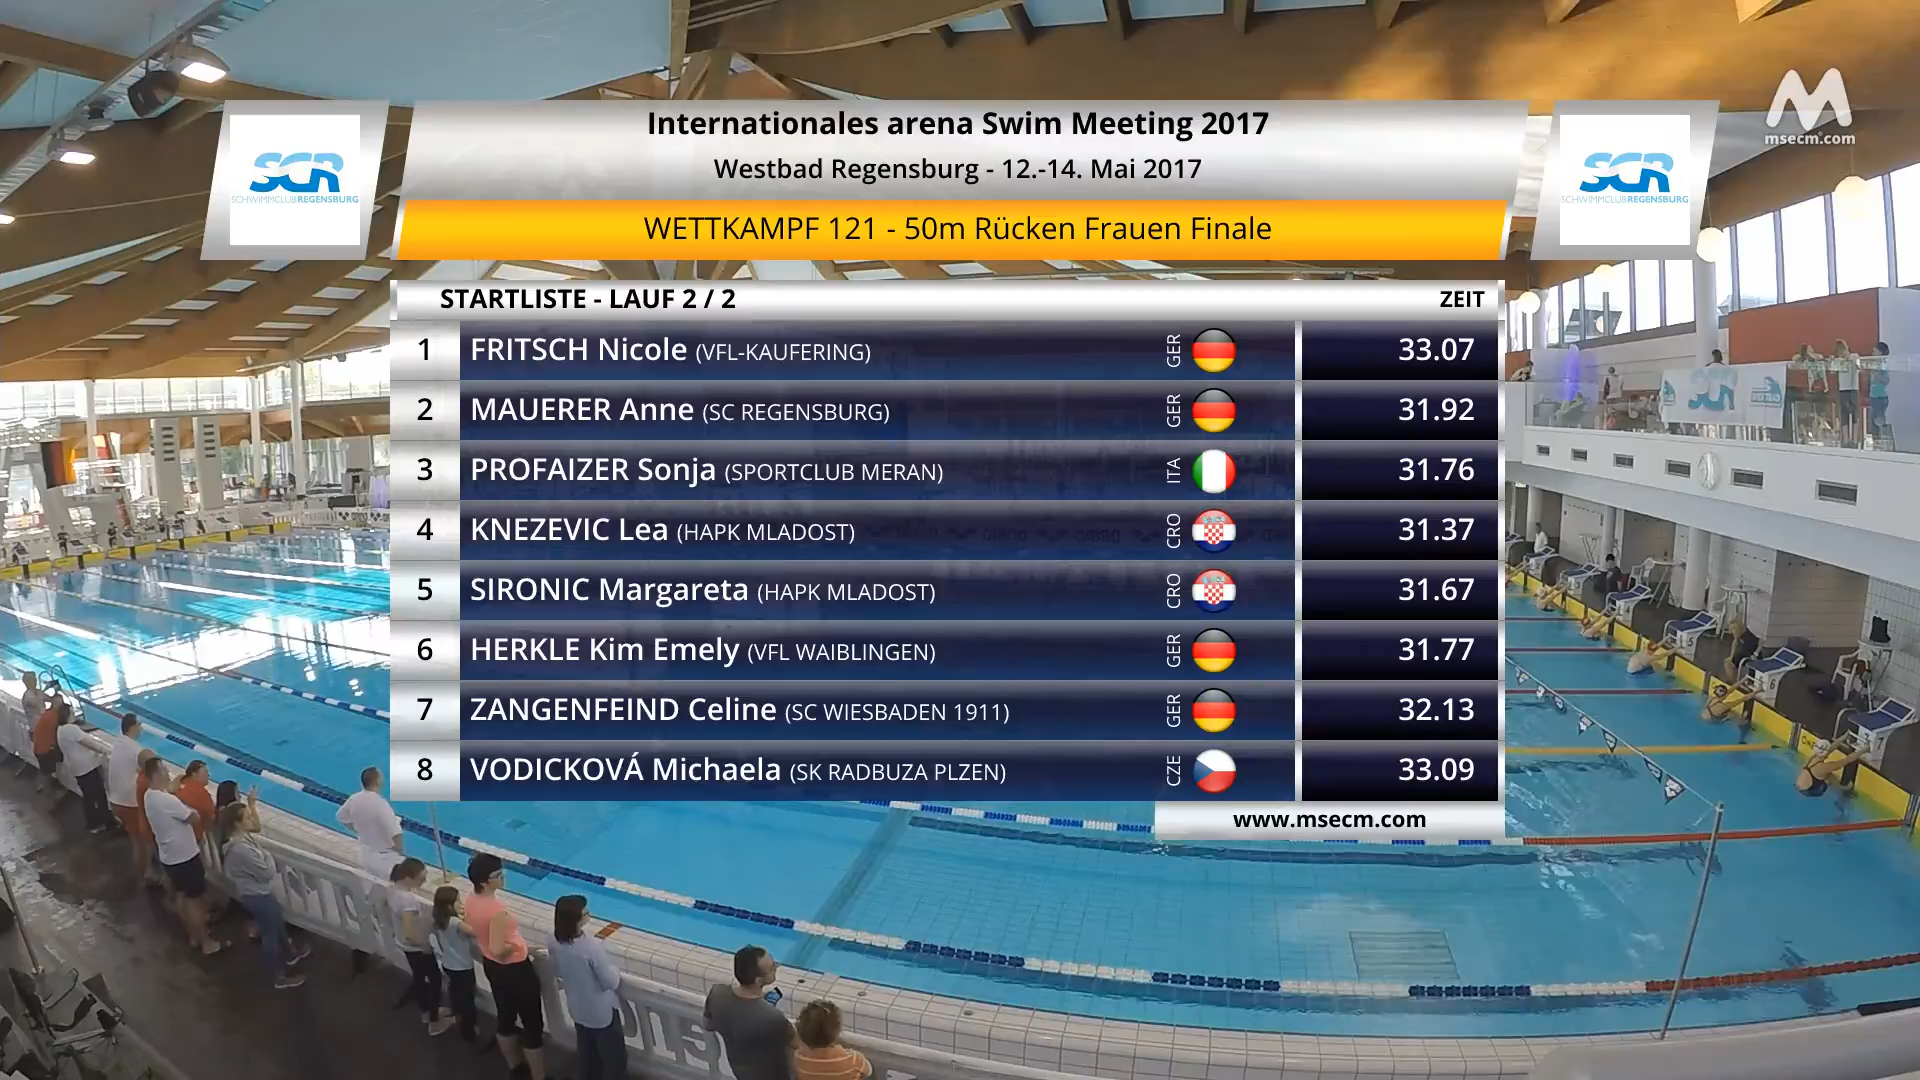 Internationales arena Swim Meeting 2017
Westbad Regensburg - 12.-14. Mai 2017
WETTKAMPF 121 - 50m Rücken Frauen Finale
SCR
SCHWIMMCLUBREGENSBURG
SCR
SCHWIMMCLUBREGENSBURG
msecm.com
STARTLISTE - LAUF 2 / 2 ZEIT
1 FRITSCH Nicole (VFL-KAUFERING) GER 33.07
2 MAUERER Anne (SC REGENSBURG) GER 31.92
3 PROFAIZER Sonja (SPORTCLUB MERAN) ITA 31.76
4 KNEZEVIC Lea (HAPK MLADOST) CRO 31.37
5 SIRONIC Margareta (HAPK MLADOST) CRO 31.67
6 HERKLE Kim Emely (VFL WAIBLINGEN) GER 31.77
7 ZANGENFEIND Celine (SC WIESBADEN 1911) GER 32.13
8 VODICKOVÁ Michaela (SK RADBUZA PLZEN) CZE 33.09
www.msecm.com
SCR